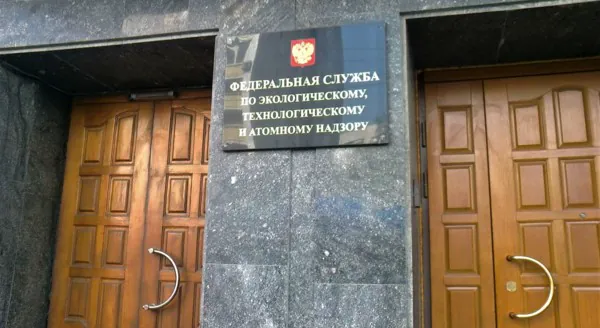 ФЕДЕРАЛЬНАЯ СЛУЖБА
ПО ЭКОЛОГИЧЕСКОМУ,
ТЕХНОЛОГИЧЕСКОМУ
И АТОМНОМУ НАДЗОРУ